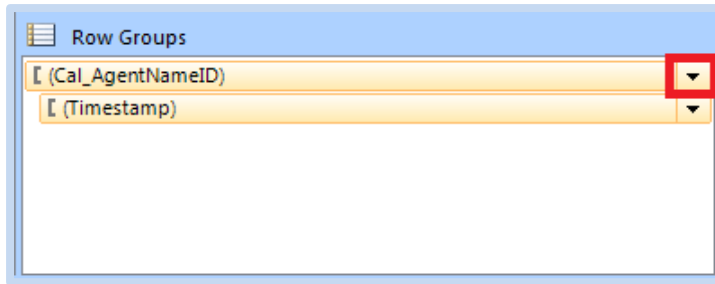 Row Groups
[ (Cal_AgentNameID)
[ (Timestamp)